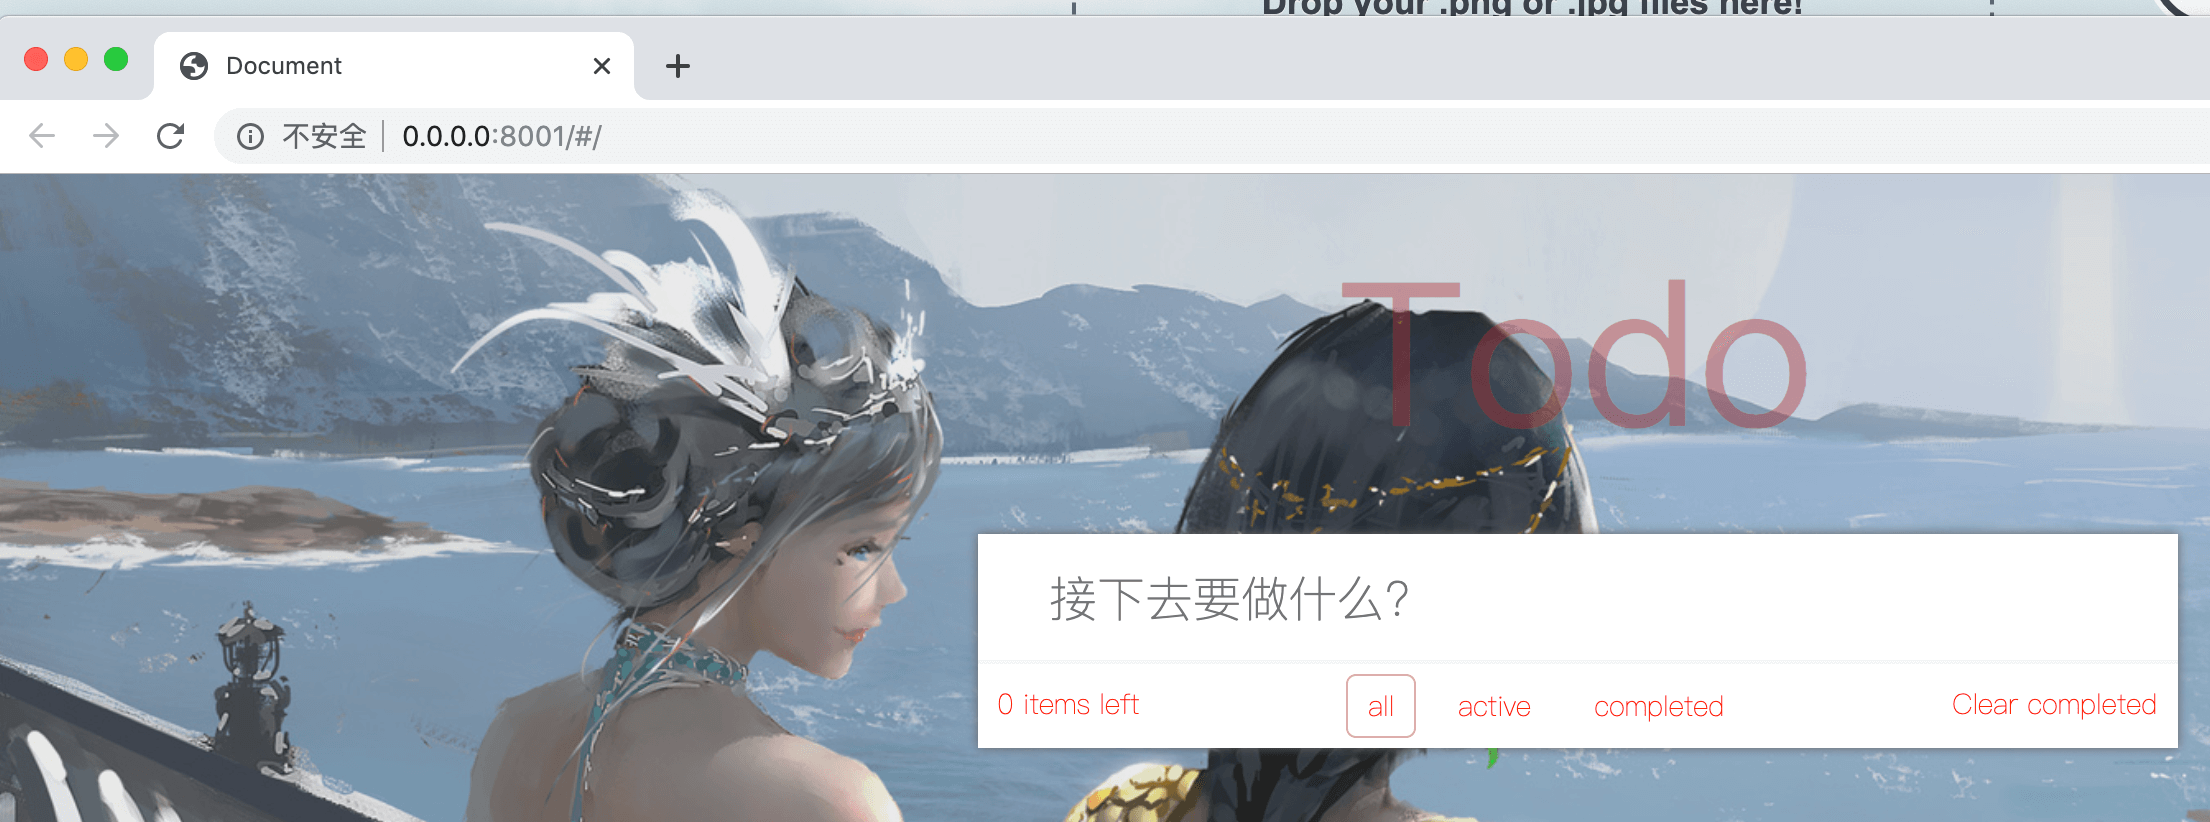 Drop your .png or .jpg files here!
Document
不安全 0.0.0.0:8001/#/
Todo
接下去要做什么?
0 items left all active completed Clear completed